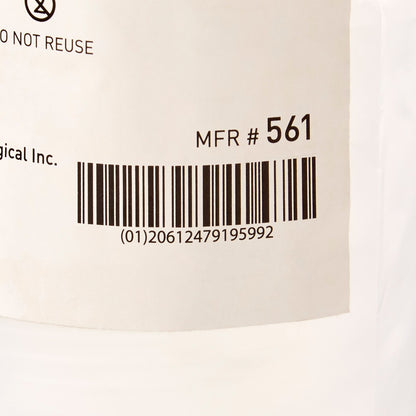 O NOT REUSE
gical Inc.
MFR # 561
(01)20612479195992